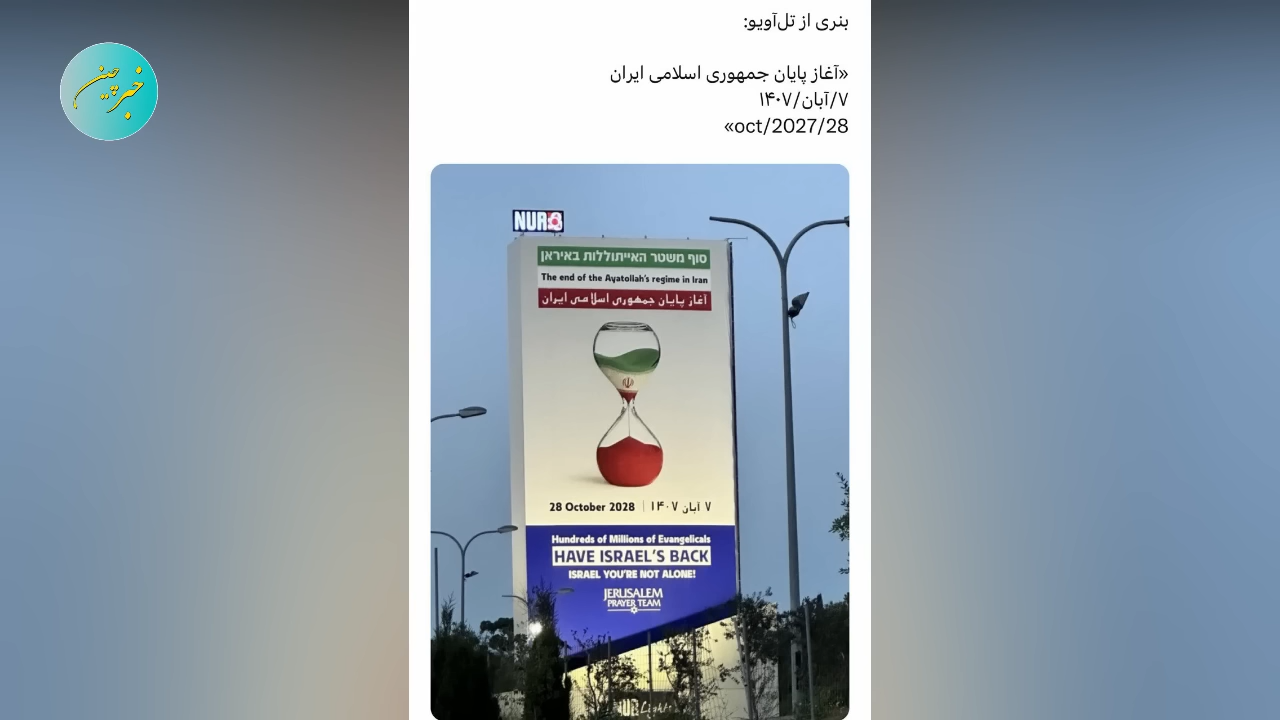 خبرچین
بنری از تل‌آویو:
«آغاز پایان جمهوری اسلامی ایران
۷/آبان/۱۴۰۷
28/oct/2027»
NUR
סוף משטר האייתוללות באיראן
The end of the Ayatollah's regime in Iran
آغاز پایان جمهوری اسلامی ایران
28 October 2028 | ۷ آبان ۱۴۰۷
Hundreds of Millions of Evangelicals
HAVE ISRAEL'S BACK
ISRAEL YOU'RE NOT ALONE!
JERUSALEM
PRAYER TEAM